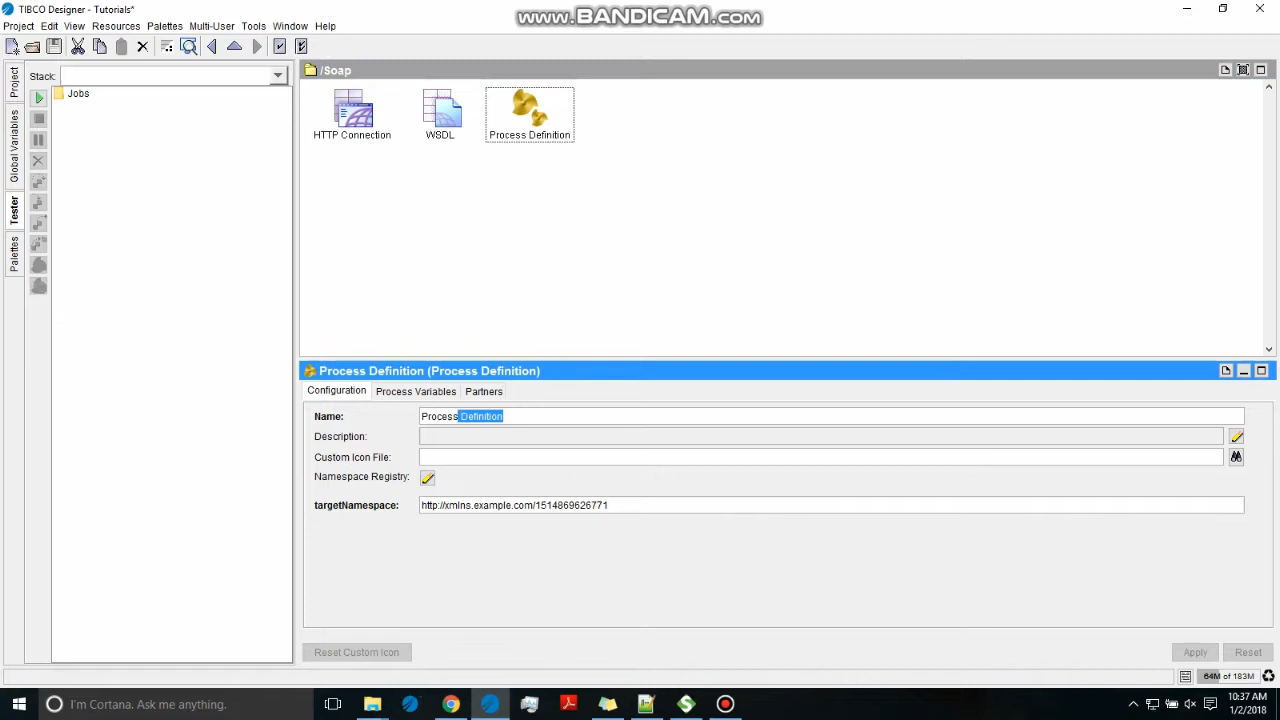 TIBCO Designer - Tutorials*
www.BANDICAM.com
Project Edit View Resources Palettes Multi-User Tools Window Help
Project
Global Variables
Tester
Palettes
Stack:
Jobs
/Soap
HTTP Connection
WSDL
Process Definition
Process Definition (Process Definition)
Configuration Process Variables Partners
Name: Process Definition
Description:
Custom Icon File:
Namespace Registry:
targetNamespace: http://xmlns.example.com/1514869626771
Reset Custom Icon Apply Reset
64M of 183M
I'm Cortana. Ask me anything.
10:37 AM
1/2/2018